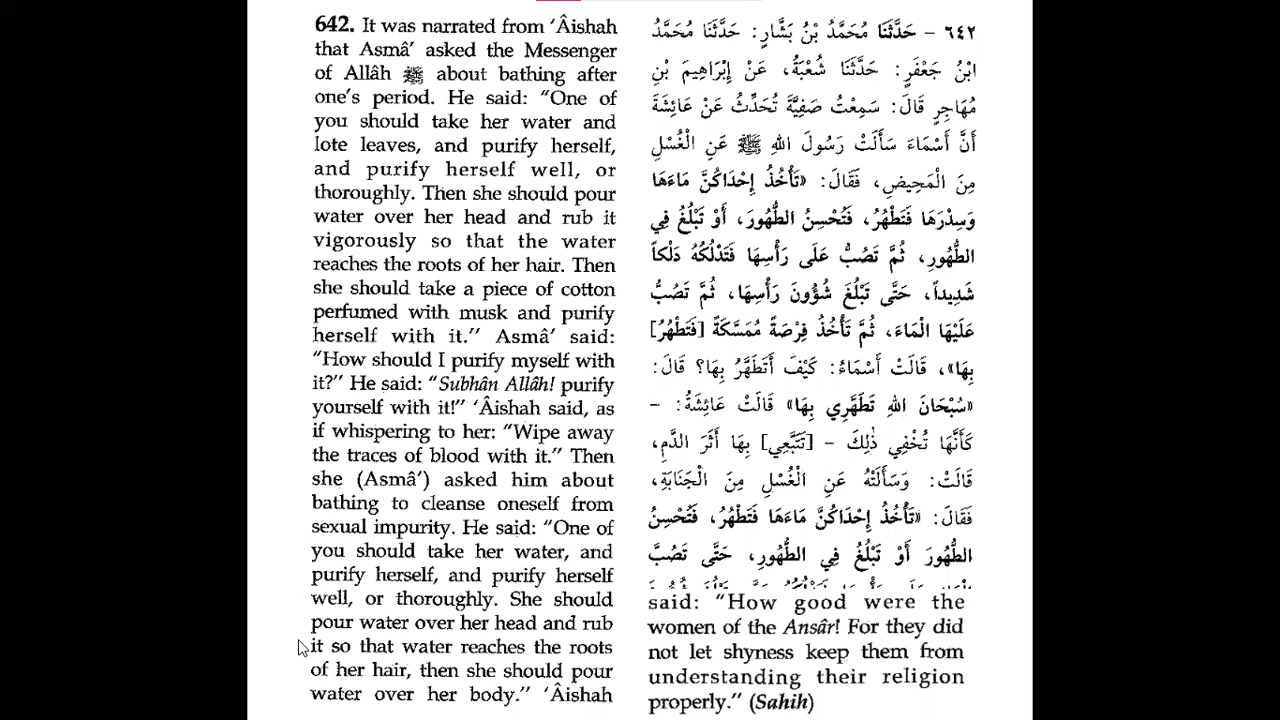 642. It was narrated from ‘Âishah
that Asmâ’ asked the Messenger
of Allâh ﷺ about bathing after
one’s period. He said: “One of
you should take her water and
lote leaves, and purify herself,
and purify herself well, or
thoroughly. Then she should pour
water over her head and rub it
vigorously so that the water
reaches the roots of her hair. Then
she should take a piece of cotton
perfumed with musk and purify
herself with it.” Asmâ’ said:
“How should I purify myself with
it?” He said: “Subhân Allâh! purify
yourself with it!” ‘Âishah said, as
if whispering to her: “Wipe away
the traces of blood with it.” Then
she (Asmâ’) asked him about
bathing to cleanse oneself from
sexual impurity. He said: “One of
you should take her water, and
purify herself, and purify herself
well, or thoroughly. She should
pour water over her head and rub
it so that water reaches the roots
of her hair, then she should pour
water over her body.” ‘Âishah
٦٤٢ – حَدَّثَنَا مُحَمَّدُ بْنُ بَشَّارٍ: حَدَّثَنَا مُحَمَّدُ
ابْنُ جَعْفَرٍ: حَدَّثَنَا شُعْبَةُ، عَنْ إِبْرَاهِيمَ بْنِ
مُهَاجِرٍ قَالَ: سَمِعْتُ صَفِيَّةَ تُحَدِّثُ عَنْ عَائِشَةَ
أَنَّ أَسْمَاءَ سَأَلَتْ رَسُولَ اللهِ ﷺ عَنِ الْغُسْلِ
مِنَ الْمَحِيضِ، فَقَالَ: «تَأْخُذُ إِحْدَاكُنَّ مَاءَهَا
وَسِدْرَهَا فَتَطْهُرُ، فَتُحْسِنُ الطُّهُورَ، أَوْ تَبْلُغُ فِي
الطُّهُورِ، ثُمَّ تَصُبُّ عَلَى رَأْسِهَا فَتَدْلُكُهُ دَلْكاً
شَدِيداً، حَتَّى تَبْلُغَ شُؤُونَ رَأْسِهَا، ثُمَّ تَصُبُّ
عَلَيْهَا الْمَاءَ، ثُمَّ تَأْخُذُ فِرْصَةً مُمَسَّكَةً [فَتَطْهُرُ]
بِهَا»، قَالَتْ أَسْمَاءُ: كَيْفَ أَتَطَهَّرُ بِهَا؟ قَالَ:
«سُبْحَانَ اللهِ تَطَهَّرِي بِهَا» قَالَتْ عَائِشَةُ: –
كَأَنَّهَا تُخْفِي ذٰلِكَ – [تَتَبَّعِي] بِهَا أَثَرَ الدَّمِ،
قَالَتْ: وَسَأَلَتْهُ عَنِ الْغُسْلِ مِنَ الْجَنَابَةِ،
فَقَالَ: «تَأْخُذُ إِحْدَاكُنَّ مَاءَهَا فَتَطْهُرُ، فَتُحْسِنُ
الطُّهُورَ أَوْ تَبْلُغُ فِي الطُّهُورِ، حَتَّى تَصُبَّ
said: “How good were the
women of the Ansâr! For they did
not let shyness keep them from
understanding their religion
properly.” (Sahih)